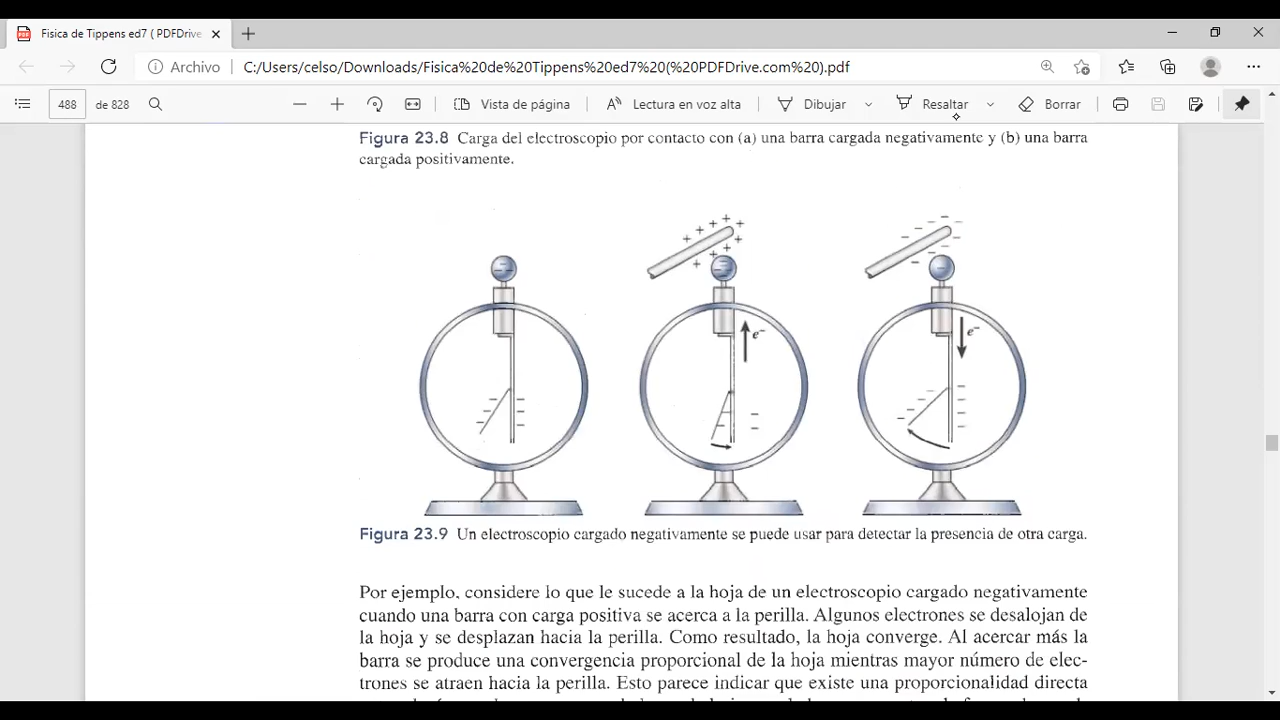 Fisica de Tippens ed7 ( PDFDrive
Archivo
C:/Users/celso/Downloads/Fisica%20de%20Tippens%20ed7%20(%20PDFDrive.com%20).pdf
488 de 828
Vista de página
Lectura en voz alta
Dibujar
Resaltar
Borrar
Figura 23.8 Carga del electroscopio por contacto con (a) una barra cargada negativamente y (b) una barra
cargada positivamente.
e−
e−
Figura 23.9 Un electroscopio cargado negativamente se puede usar para detectar la presencia de otra carga.
Por ejemplo, considere lo que le sucede a la hoja de un electroscopio cargado negativamente
cuando una barra con carga positiva se acerca a la perilla. Algunos electrones se desalojan de
la hoja y se desplazan hacia la perilla. Como resultado, la hoja converge. Al acercar más la
barra se produce una convergencia proporcional de la hoja mientras mayor número de elec-
trones se atraen hacia la perilla. Esto parece indicar que existe una proporcionalidad directa